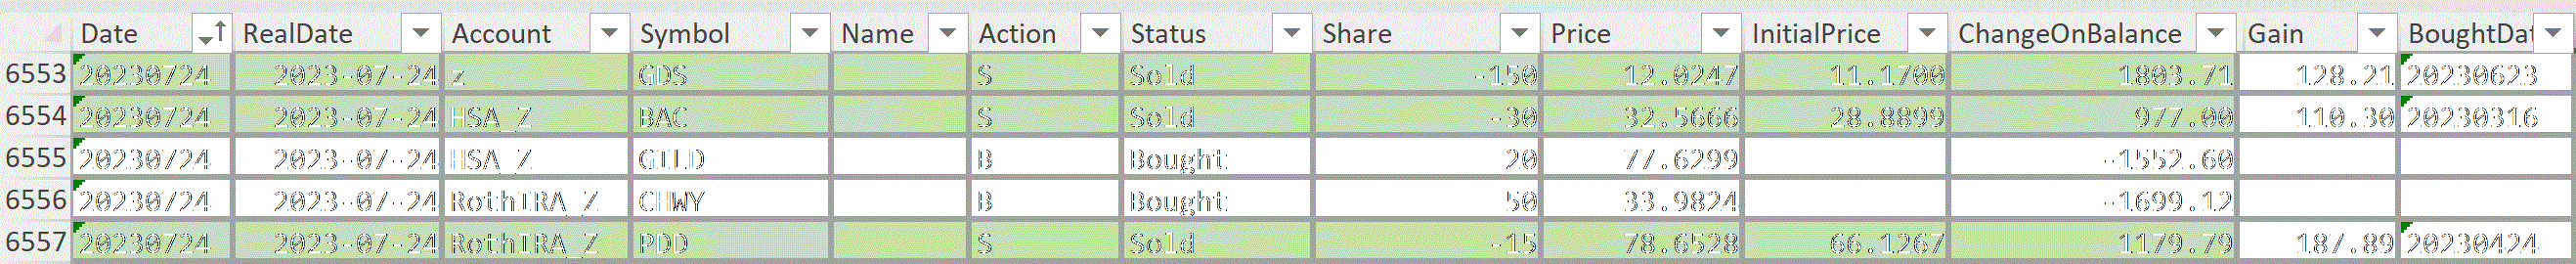 Date RealDate Account Symbol Name Action Status Share Price InitialPrice ChangeOnBalance Gain BoughtDat
6553 20230724 2023-07-24 z GDS S Sold -150 12.0247 11.1700 1803.71 128.21 20230623
6554 20230724 2023-07-24 HSA_Z BAC S Sold -30 32.5666 28.8899 977.00 110.30 20230316
6555 20230724 2023-07-24 HSA_Z GILD B Bought 20 77.6299 -1552.60
6556 20230724 2023-07-24 RothIRA_Z CHWY B Bought 50 33.9824 -1699.12
6557 20230724 2023-07-24 RothIRA_Z PDD S Sold -15 78.6528 66.1267 1179.79 187.89 20230424